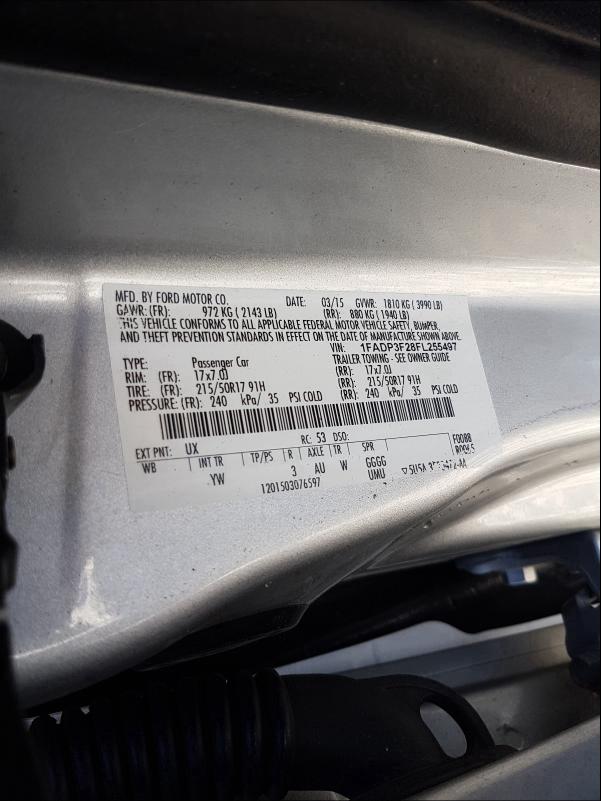 MFD. BY FORD MOTOR CO. DATE: 03/15 GVWR: 1810 KG ( 3990 LB)
GAWR: (FR): 972 KG ( 2143 LB) (RR): 880 KG ( 1940 LB)
THIS VEHICLE CONFORMS TO ALL APPLICABLE FEDERAL MOTOR VEHICLE SAFETY, BUMPER,
AND THEFT PREVENTION STANDARDS IN EFFECT ON THE DATE OF MANUFACTURE SHOWN ABOVE.
VIN: 1FADP3F28FL255497
TYPE: Passenger Car TRAILER TOWING - SEE OWNER GUIDE
RIM: (FR): 17x7.0J (RR): 17x7.0J
TIRE: (FR): 215/50R17 91H (RR): 215/50R17 91H
PRESSURE: (FR): 240 kPa/ 35 PSI COLD (RR): 240 kPa/ 35 PSI COLD
EXT PNT: UX RC: 53 DSO: F0088
WB INT TR TP/PS R AXLE TR SPR
YW 3 AU W GGGG
1201503076597 UMU